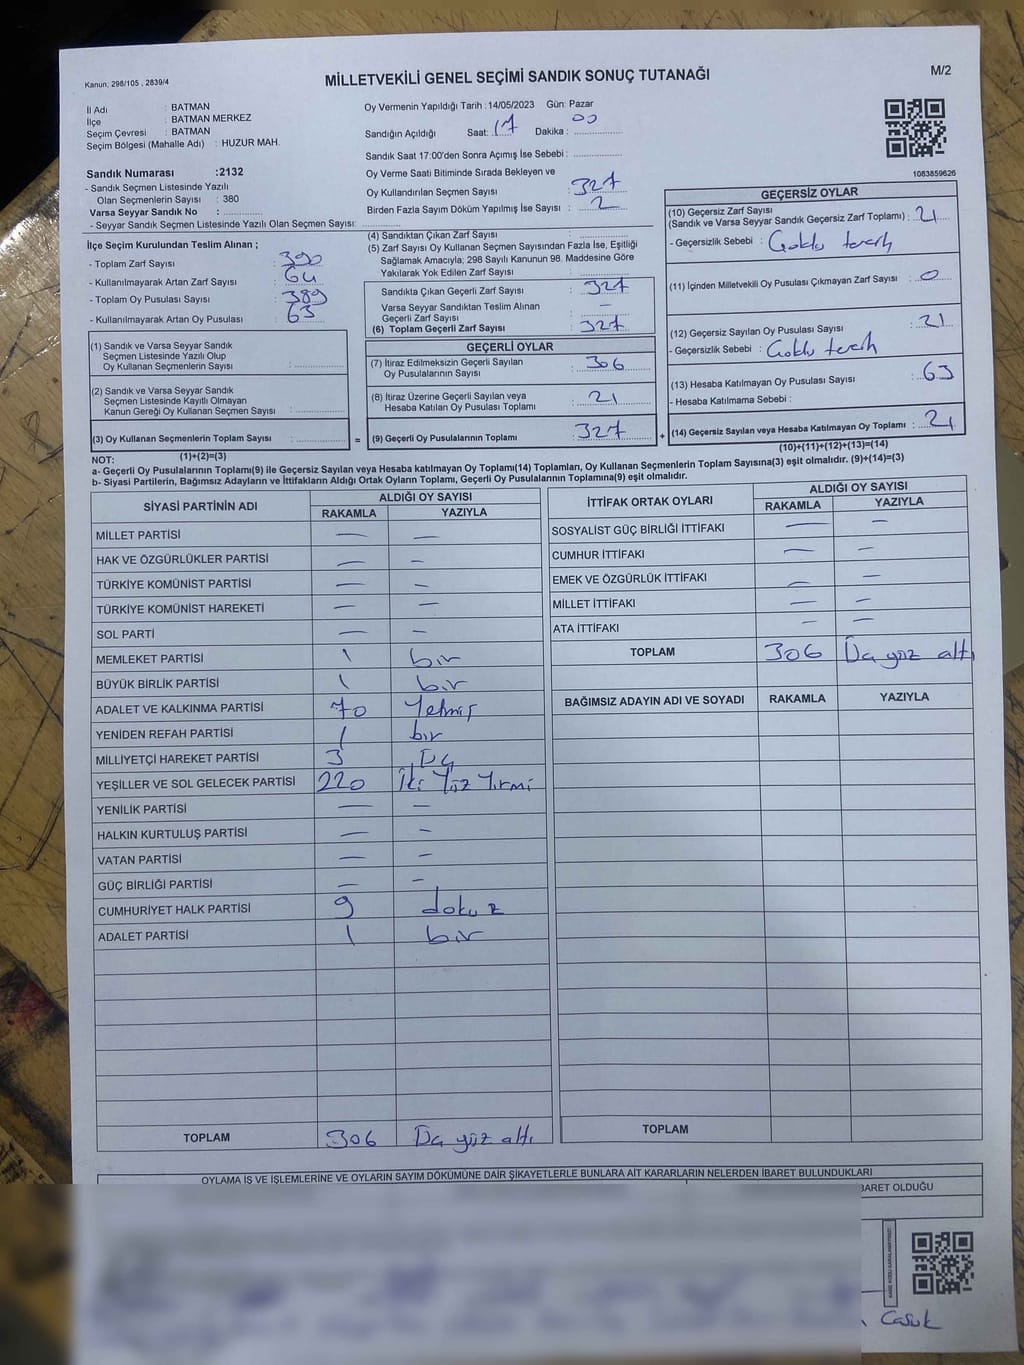 Kanun, 298/105 , 2839/4
MİLLETVEKİLİ GENEL SEÇİMİ SANDIK SONUÇ TUTANAĞI
M/2
İl Adı : BATMAN
İlçe : BATMAN MERKEZ
Seçim Çevresi : BATMAN
Seçim Bölgesi (Mahalle Adı) : HUZUR MAH.
Sandık Numarası :2132
- Sandık Seçmen Listesinde Yazılı
Olan Seçmenlerin Sayısı : 380
Varsa Seyyar Sandık No :
- Seyyar Sandık Seçmen Listesinde Yazılı Olan Seçmen Sayısı:
Oy Vermenin Yapıldığı Tarih :14/05/2023 Gün: Pazar
Sandığın Açıldığı Saat: 17 Dakika : 00
Sandık Saat 17:00'den Sonra Açımış İse Sebebi :
Oy Verme Saati Bitiminde Sırada Bekleyen ve
Oy Kullandırılan Seçmen Sayısı : 327
Birden Fazla Sayım Döküm Yapılmış İse Sayısı : 2
1083859626
İlçe Seçim Kurulundan Teslim Alınan ;
- Toplam Zarf Sayısı : 390
- Kullanılmayarak Artan Zarf Sayısı : 64
- Toplam Oy Pusulası Sayısı : 389
- Kullanılmayarak Artan Oy Pusulası : 63
(4) Sandıktan Çıkan Zarf Sayısı :
(5) Zarf Sayısı Oy Kullanan Seçmen Sayısından Fazla İse, Eşitliği
Sağlamak Amacıyla; 298 Sayılı Kanunun 98. Maddesine Göre
Yakılarak Yok Edilen Zarf Sayısı :
Sandıkta Çıkan Geçerli Zarf Sayısı : 327
Varsa Seyyar Sandıktan Teslim Alınan
Geçerli Zarf Sayısı : —
(6) Toplam Geçerli Zarf Sayısı : 327
GEÇERSİZ OYLAR
(10) Geçersiz Zarf Sayısı
(Sandık ve Varsa Seyyar Sandık Geçersiz Zarf Toplamı) : 21
- Geçersizlik Sebebi :
(11) İçinden Milletvekili Oy Pusulası Çıkmayan Zarf Sayısı : 0
(12) Geçersiz Sayılan Oy Pusulası Sayısı : 21
- Geçersizlik Sebebi :
(13) Hesaba Katılmayan Oy Pusulası Sayısı : 63
- Hesaba Katılmama Sebebi :
(14) Geçersiz Sayılan veya Hesaba Katılmayan Oy Toplamı : 21
(10)+(11)+(12)+(13)=(14)
(1) Sandık ve Varsa Seyyar Sandık
Seçmen Listesinde Yazılı Olup
Oy Kullanan Seçmenlerin Sayısı :
(2) Sandık ve Varsa Seyyar Sandık
Seçmen Listesinde Kayıtlı Olmayan
Kanun Gereği Oy Kullanan Seçmen Sayısı :
(3) Oy Kullanan Seçmenlerin Toplam Sayısı :
(1)+(2)=(3)
GEÇERLİ OYLAR
(7) İtiraz Edilmeksizin Geçerli Sayılan
Oy Pusulalarının Sayısı : 306
(8) İtiraz Üzerine Geçerli Sayılan veya
Hesaba Katılan Oy Pusulası Toplamı : 21
= (9) Geçerli Oy Pusulalarının Toplamı : 327 +
NOT:
a- Geçerli Oy Pusulalarının Toplamı(9) ile Geçersiz Sayılan veya Hesaba katılmayan Oy Toplamı(14) Toplamları, Oy Kullanan Seçmenlerin Toplam Sayısına(3) eşit olmalıdır. (9)+(14)=(3)
b- Siyasi Partilerin, Bağımsız Adayların ve İttifakların Aldığı Ortak Oyların Toplamı, Geçerli Oy Pusulalarının Toplamına(9) eşit olmalıdır.
SİYASİ PARTİNİN ADI ALDIĞI OY SAYISI
RAKAMLA YAZIYLA
MİLLET PARTİSİ — —
HAK VE ÖZGÜRLÜKLER PARTİSİ — —
TÜRKİYE KOMÜNİST PARTİSİ — —
TÜRKİYE KOMÜNİST HAREKETİ — —
SOL PARTİ — —
MEMLEKET PARTİSİ 1 bir
BÜYÜK BİRLİK PARTİSİ 1 bir
ADALET VE KALKINMA PARTİSİ 70 Yetmiş
YENİDEN REFAH PARTİSİ 1 bir
MİLLİYETÇİ HAREKET PARTİSİ 3
YEŞİLLER VE SOL GELECEK PARTİSİ 220 İki Yüz Yirmi
YENİLİK PARTİSİ — —
HALKIN KURTULUŞ PARTİSİ — —
VATAN PARTİSİ — —
GÜÇ BİRLİĞİ PARTİSİ — —
CUMHURİYET HALK PARTİSİ 9 dokuz
ADALET PARTİSİ 1 bir
TOPLAM 306 yüz altı
İTTİFAK ORTAK OYLARI ALDIĞI OY SAYISI
RAKAMLA YAZIYLA
SOSYALİST GÜÇ BİRLİĞİ İTTİFAKI — —
CUMHUR İTTİFAKI — —
EMEK VE ÖZGÜRLÜK İTTİFAKI — —
MİLLET İTTİFAKI — —
ATA İTTİFAKI — —
TOPLAM 306 yüz altı
BAĞIMSIZ ADAYIN ADI VE SOYADI RAKAMLA YAZIYLA
TOPLAM
OYLAMA İŞ VE İŞLEMLERİNE VE OYLARIN SAYIM DÖKÜMÜNE DAİR ŞİKAYETLERLE BUNLARA AİT KARARLARIN NELERDEN İBARET BULUNDUKLARI
BARET OLDUĞU